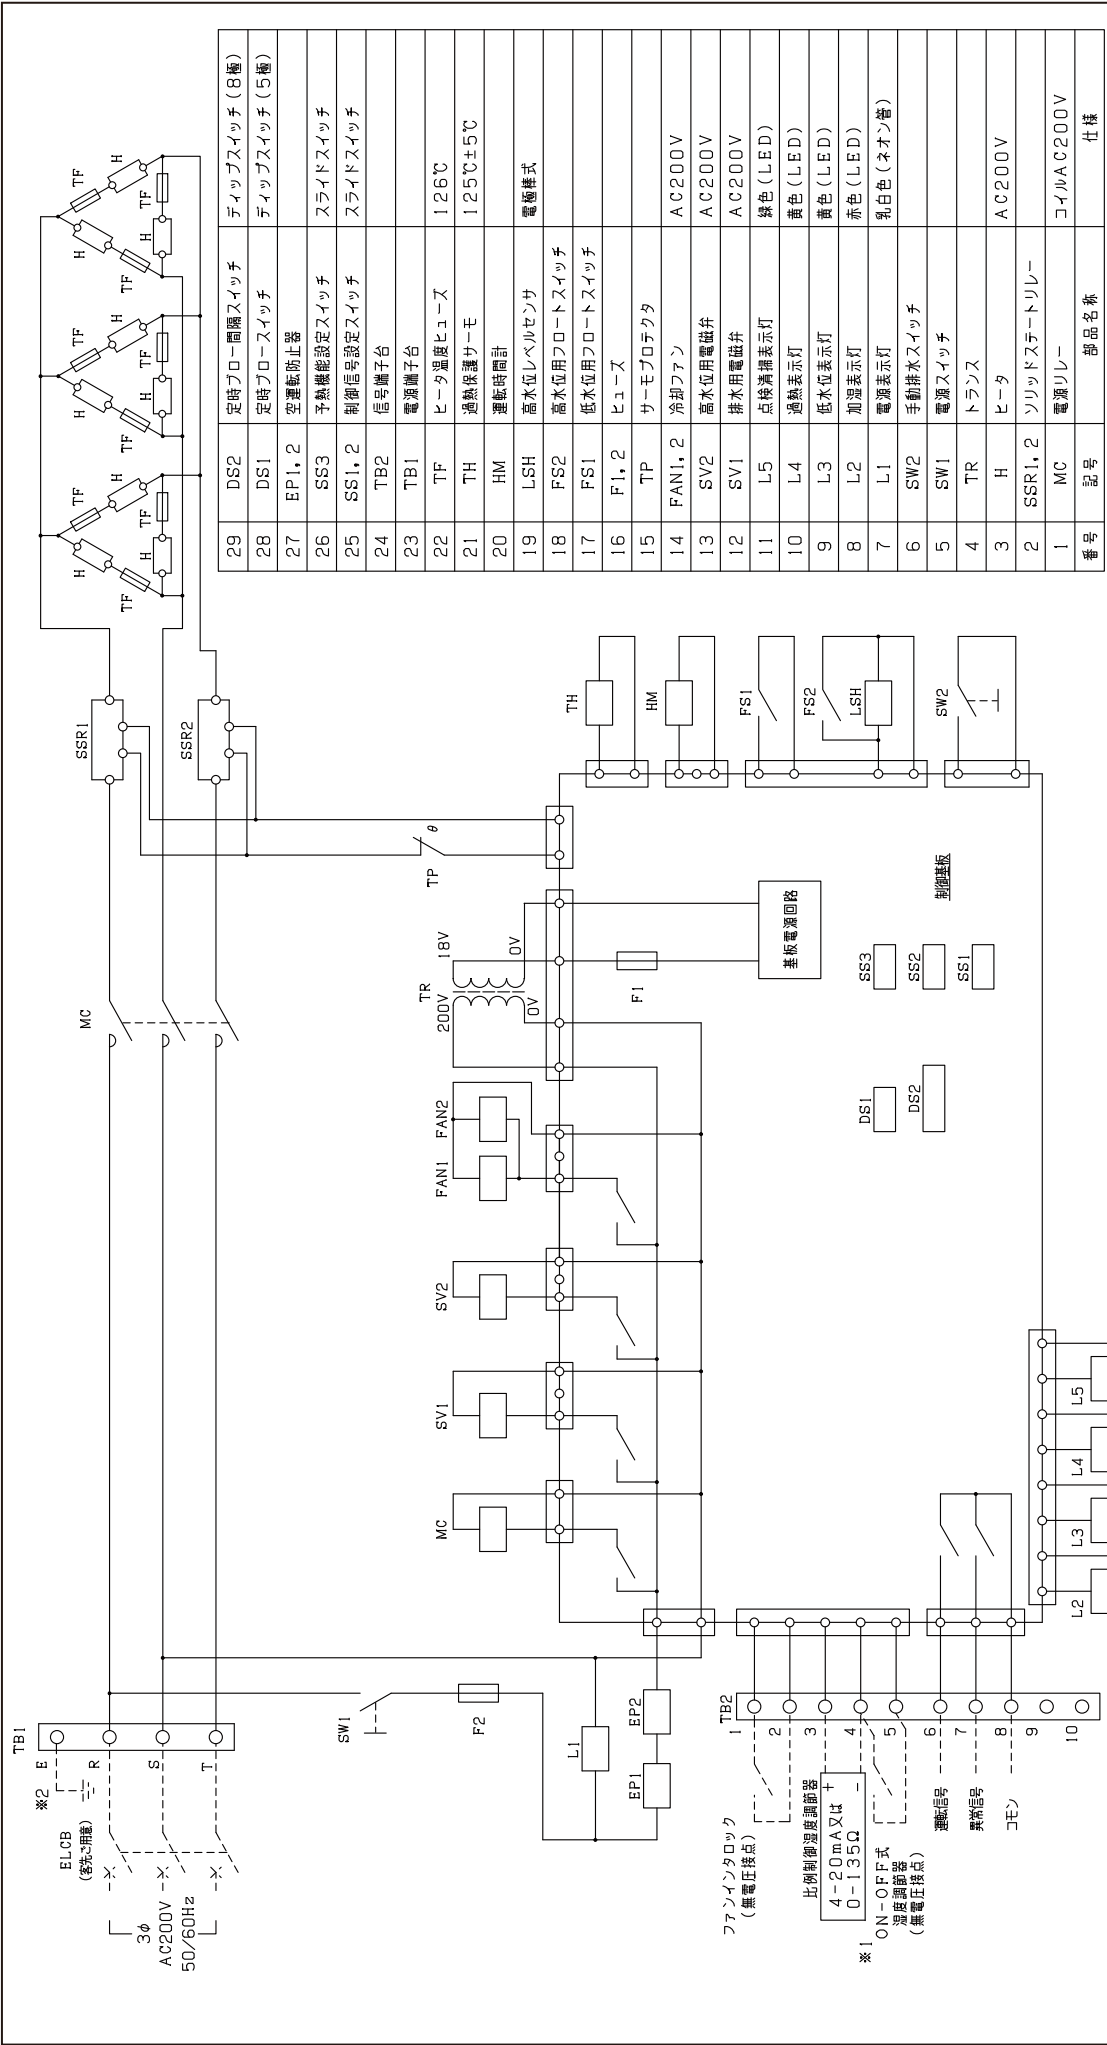 TB1
※2
E
R
S
T
ELCB
(客先ご用意)
3φ
AC200V
50/60Hz
MC
SSR1
SSR2
H
TF
TF
H
H
TF
H
TF
TF
H
H
TF
H
TF
TF
H
H
TF
SW1
F2
L1
EP1
EP2
MC
SV1
SV2
FAN1
FAN2
TR
200V
18V
0V
0V
TP
θ
F1
基板電源回路
TH
HM
FS1
FS2
LSH
SW2
制御基板
DS1
DS2
SS3
SS2
SS1
TB2
1
2
3
4
5
6
7
8
9
10
ファンインタロック
(無電圧接点)
比例制御湿度調節器
4-20mA又は
0-135Ω
+
-
※1
ON-OFF式
湿度調節器
(無電圧接点)
運転信号
異常信号
コモン
L2
L3
L4
L5
29 DS2 定時ブロー間隔スイッチ ディップスイッチ(8極)
28 DS1 定時ブロースイッチ ディップスイッチ(5極)
27 EP1,2 空運転防止器
26 SS3 予熱機能設定スイッチ スライドスイッチ
25 SS1,2 制御信号設定スイッチ スライドスイッチ
24 TB2 信号端子台
23 TB1 電源端子台
22 TF ヒータ温度ヒューズ 126℃
21 TH 過熱保護サーモ 125℃±5℃
20 HM 運転時間計
19 LSH 高水位レベルセンサ 電極棒式
18 FS2 高水位用フロートスイッチ
17 FS1 低水位用フロートスイッチ
16 F1,2 ヒューズ
15 TP サーモプロテクタ
14 FAN1,2 冷却ファン AC200V
13 SV2 高水位用電磁弁 AC200V
12 SV1 排水用電磁弁 AC200V
11 L5 点検清掃表示灯 緑色(LED)
10 L4 過熱表示灯 黄色(LED)
9 L3 低水位表示灯 黄色(LED)
8 L2 加湿表示灯 赤色(LED)
7 L1 電源表示灯 乳白色(ネオン管)
6 SW2 手動排水スイッチ
5 SW1 電源スイッチ
4 TR トランス
3 H ヒータ AC200V
2 SSR1,2 ソリッドステートリレー
1 MC 電源リレー コイルAC200V
番号 記号 部品名称 仕様